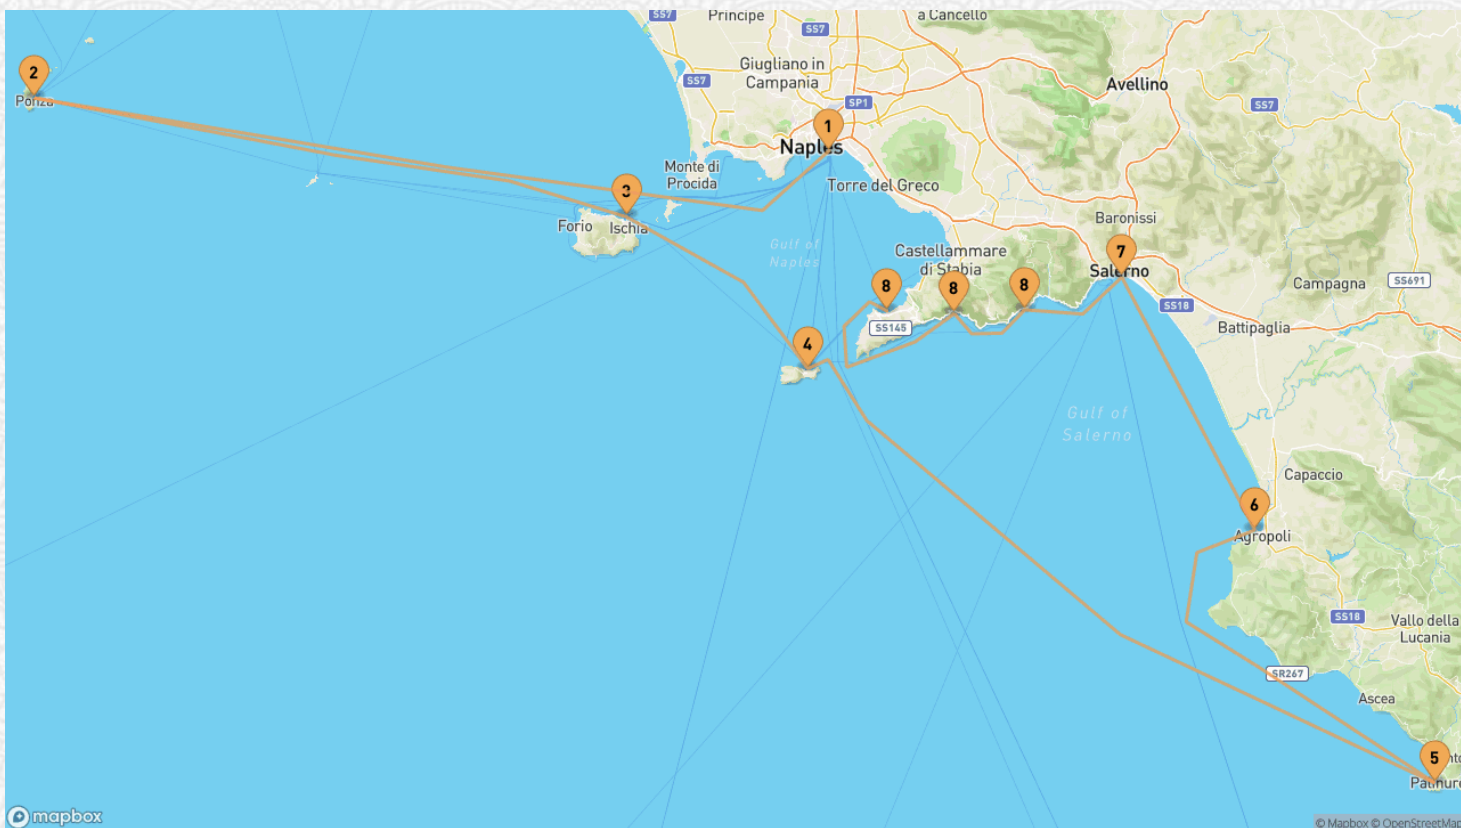 SS7
Principe
SS7
a Cancello
2
Ponza
SS7
Giugliano in
Campania
SP1
Avellino
SS7
1
Naples
Monte di
Procida
Torre del Greco
3
Forio
Ischia
Baronissi
Gulf of
Naples
Castellammare
di Stabia
7
Salerno
SS691
Campagna
8
8
8
SS145
SS18
Battipaglia
4
Gulf of
Salerno
Capaccio
6
Agropoli
SS18
Vallo della
Lucania
SR267
Ascea
5
mapbox
© Mapbox © OpenStreetMap